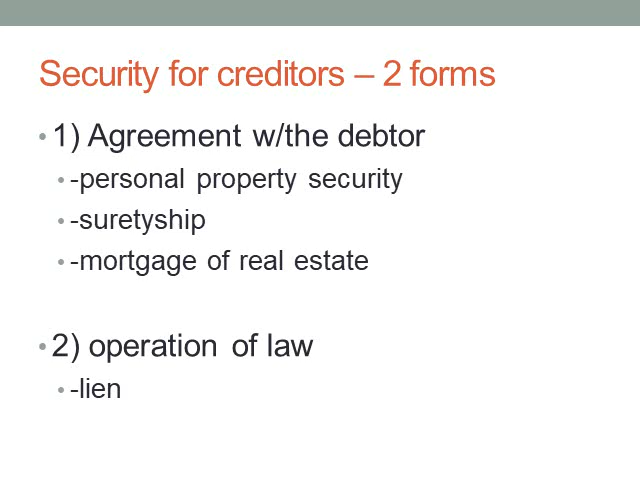 Security for creditors – 2 forms
• 1) Agreement w/the debtor
• -personal property security
• -suretyship
• -mortgage of real estate
• 2) operation of law
• -lien